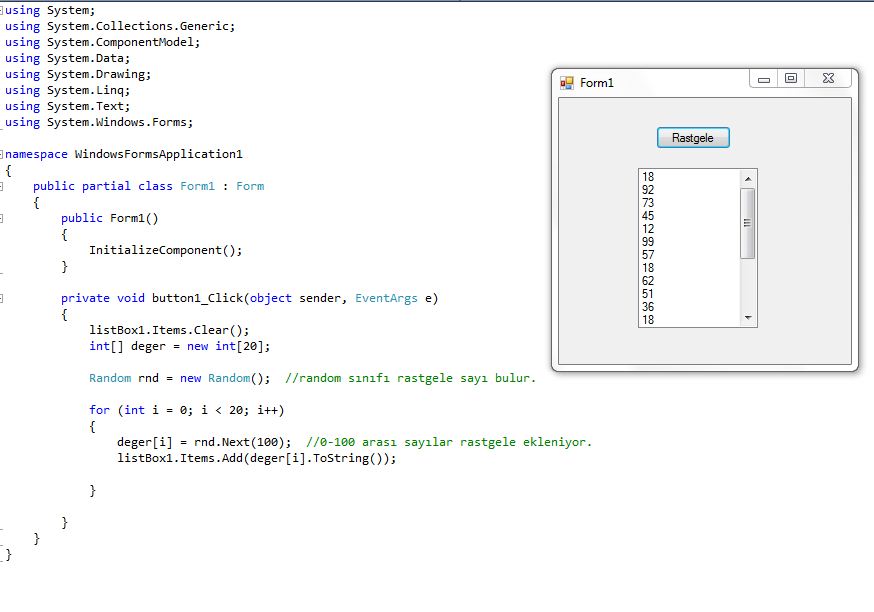 using System;
using System.Collections.Generic;
using System.ComponentModel;
using System.Data;
using System.Drawing;
using System.Linq;
using System.Text;
using System.Windows.Forms;
namespace WindowsFormsApplication1
{
    public partial class Form1 : Form
    {
        public Form1()
        {
            InitializeComponent();
        }
        private void button1_Click(object sender, EventArgs e)
        {
            listBox1.Items.Clear();
            int[] deger = new int[20];
            Random rnd = new Random();  //random sınıfı rastgele sayı bulur.
            for (int i = 0; i < 20; i++)
            {
                deger[i] = rnd.Next(100);  //0-100 arası sayılar rastgele ekleniyor.
                listBox1.Items.Add(deger[i].ToString());
            }
        }
    }
}
Form1
Rastgele
18
92
73
45
12
99
57
18
62
51
36
18